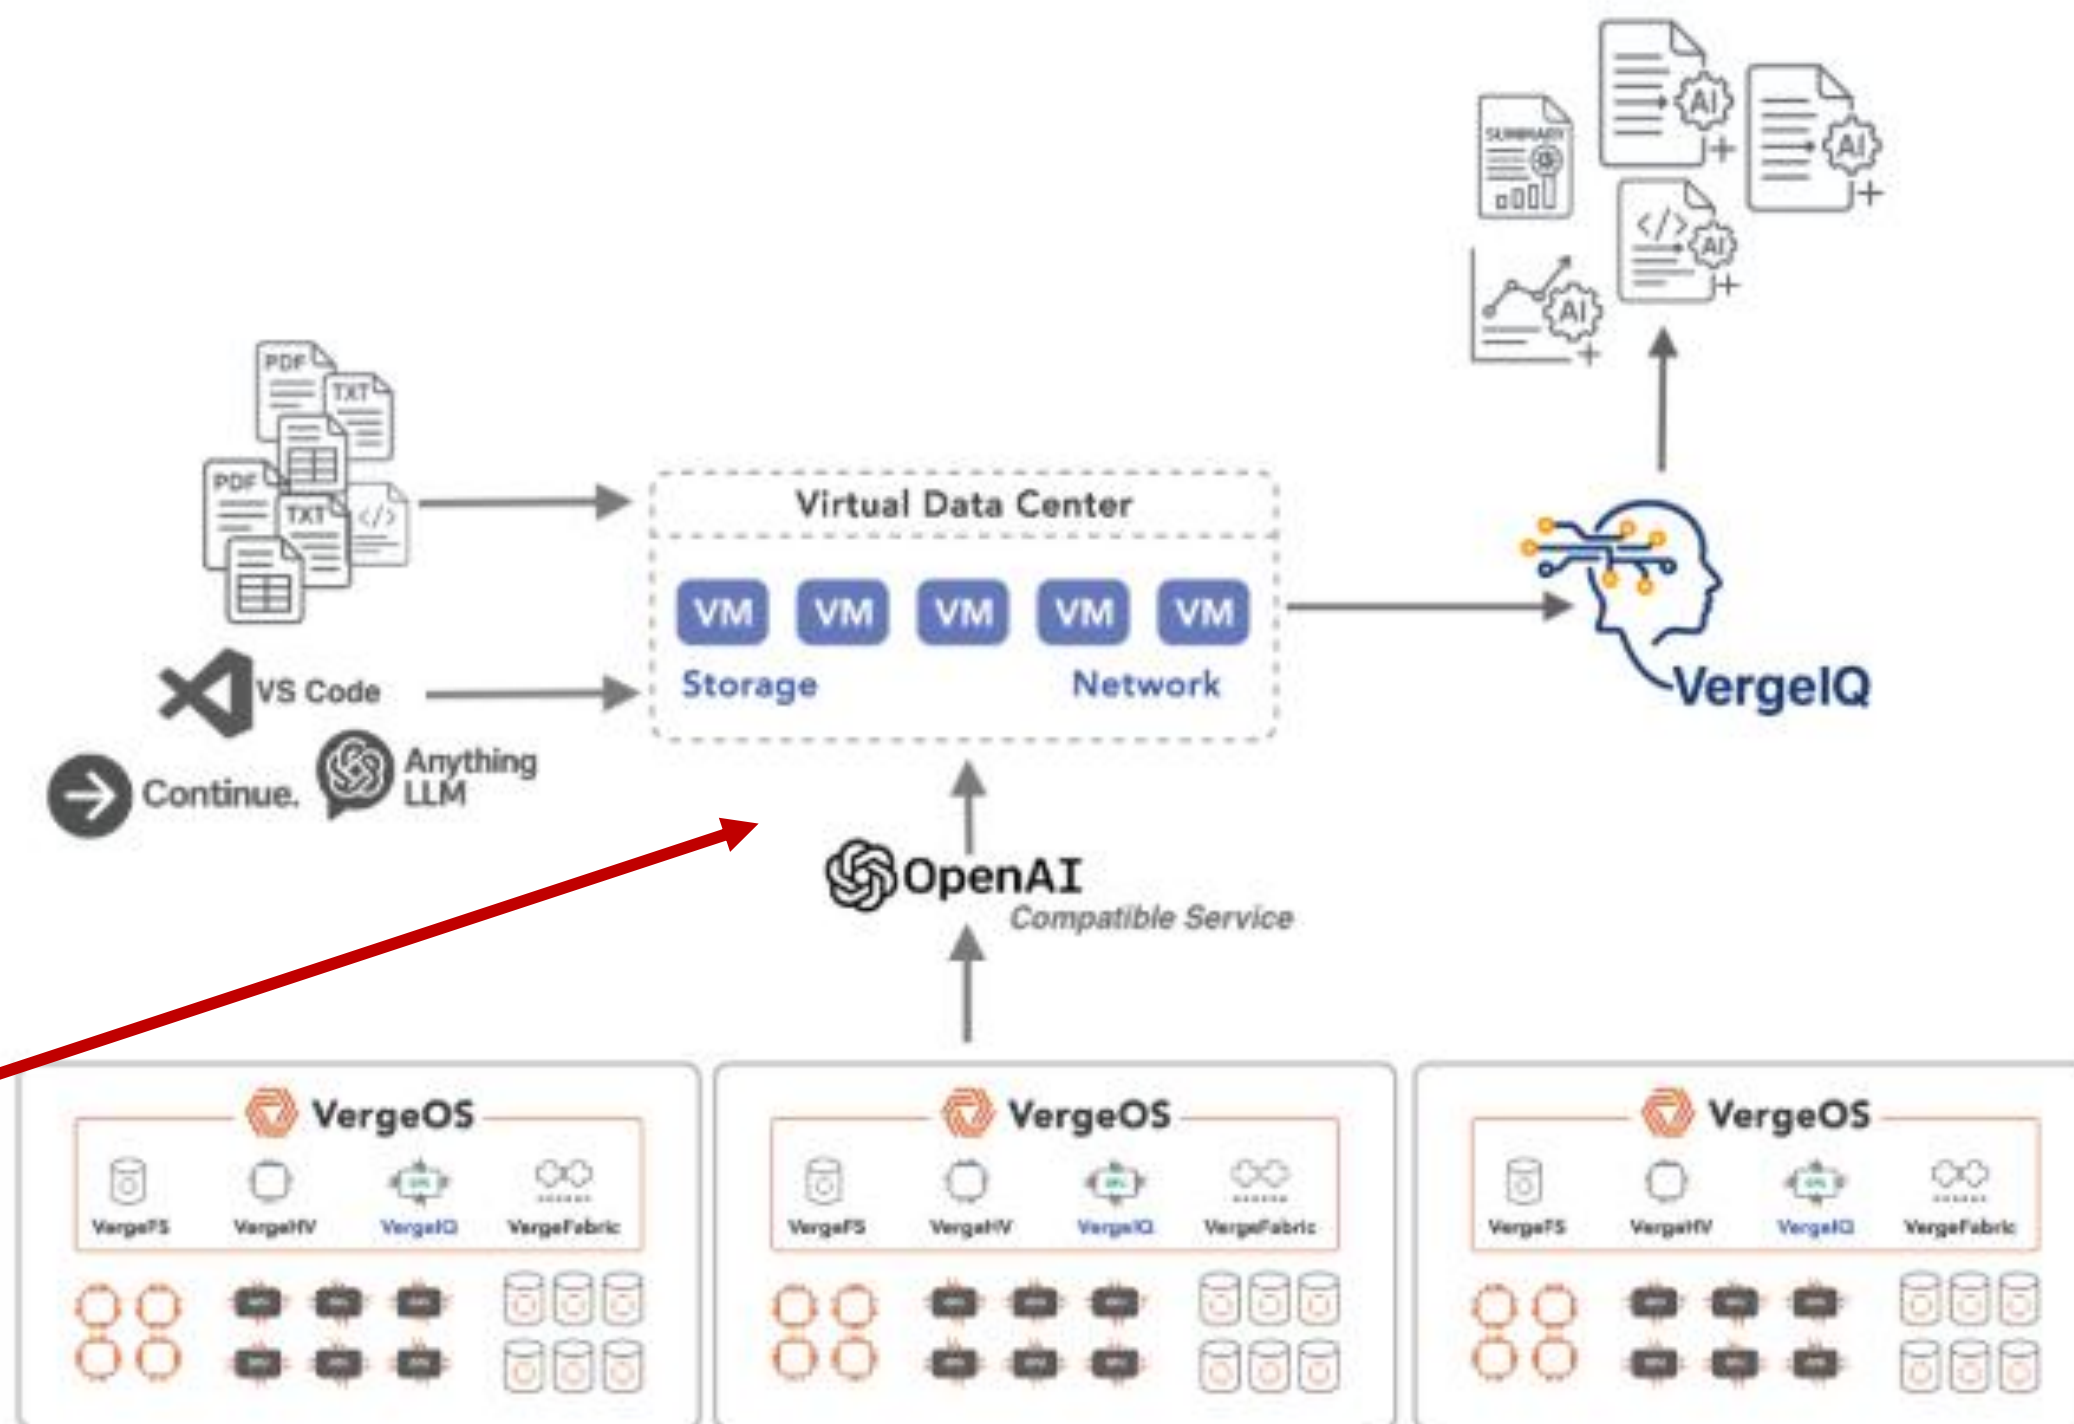 SUMMARY
AI
AI
</>
AI
AI
PDF
TXT
PDF
TXT
</>
Virtual Data Center
VM VM VM VM VM
Storage Network
VS Code
Continue.
Anything
LLM
VergeIQ
OpenAI
Compatible Service
VergeOS
VergeFS VergeHV VergeIQ VergeFabric
VergeOS
VergeFS VergeHV VergeIQ VergeFabric
VergeOS
VergeFS VergeHV VergeIQ VergeFabric